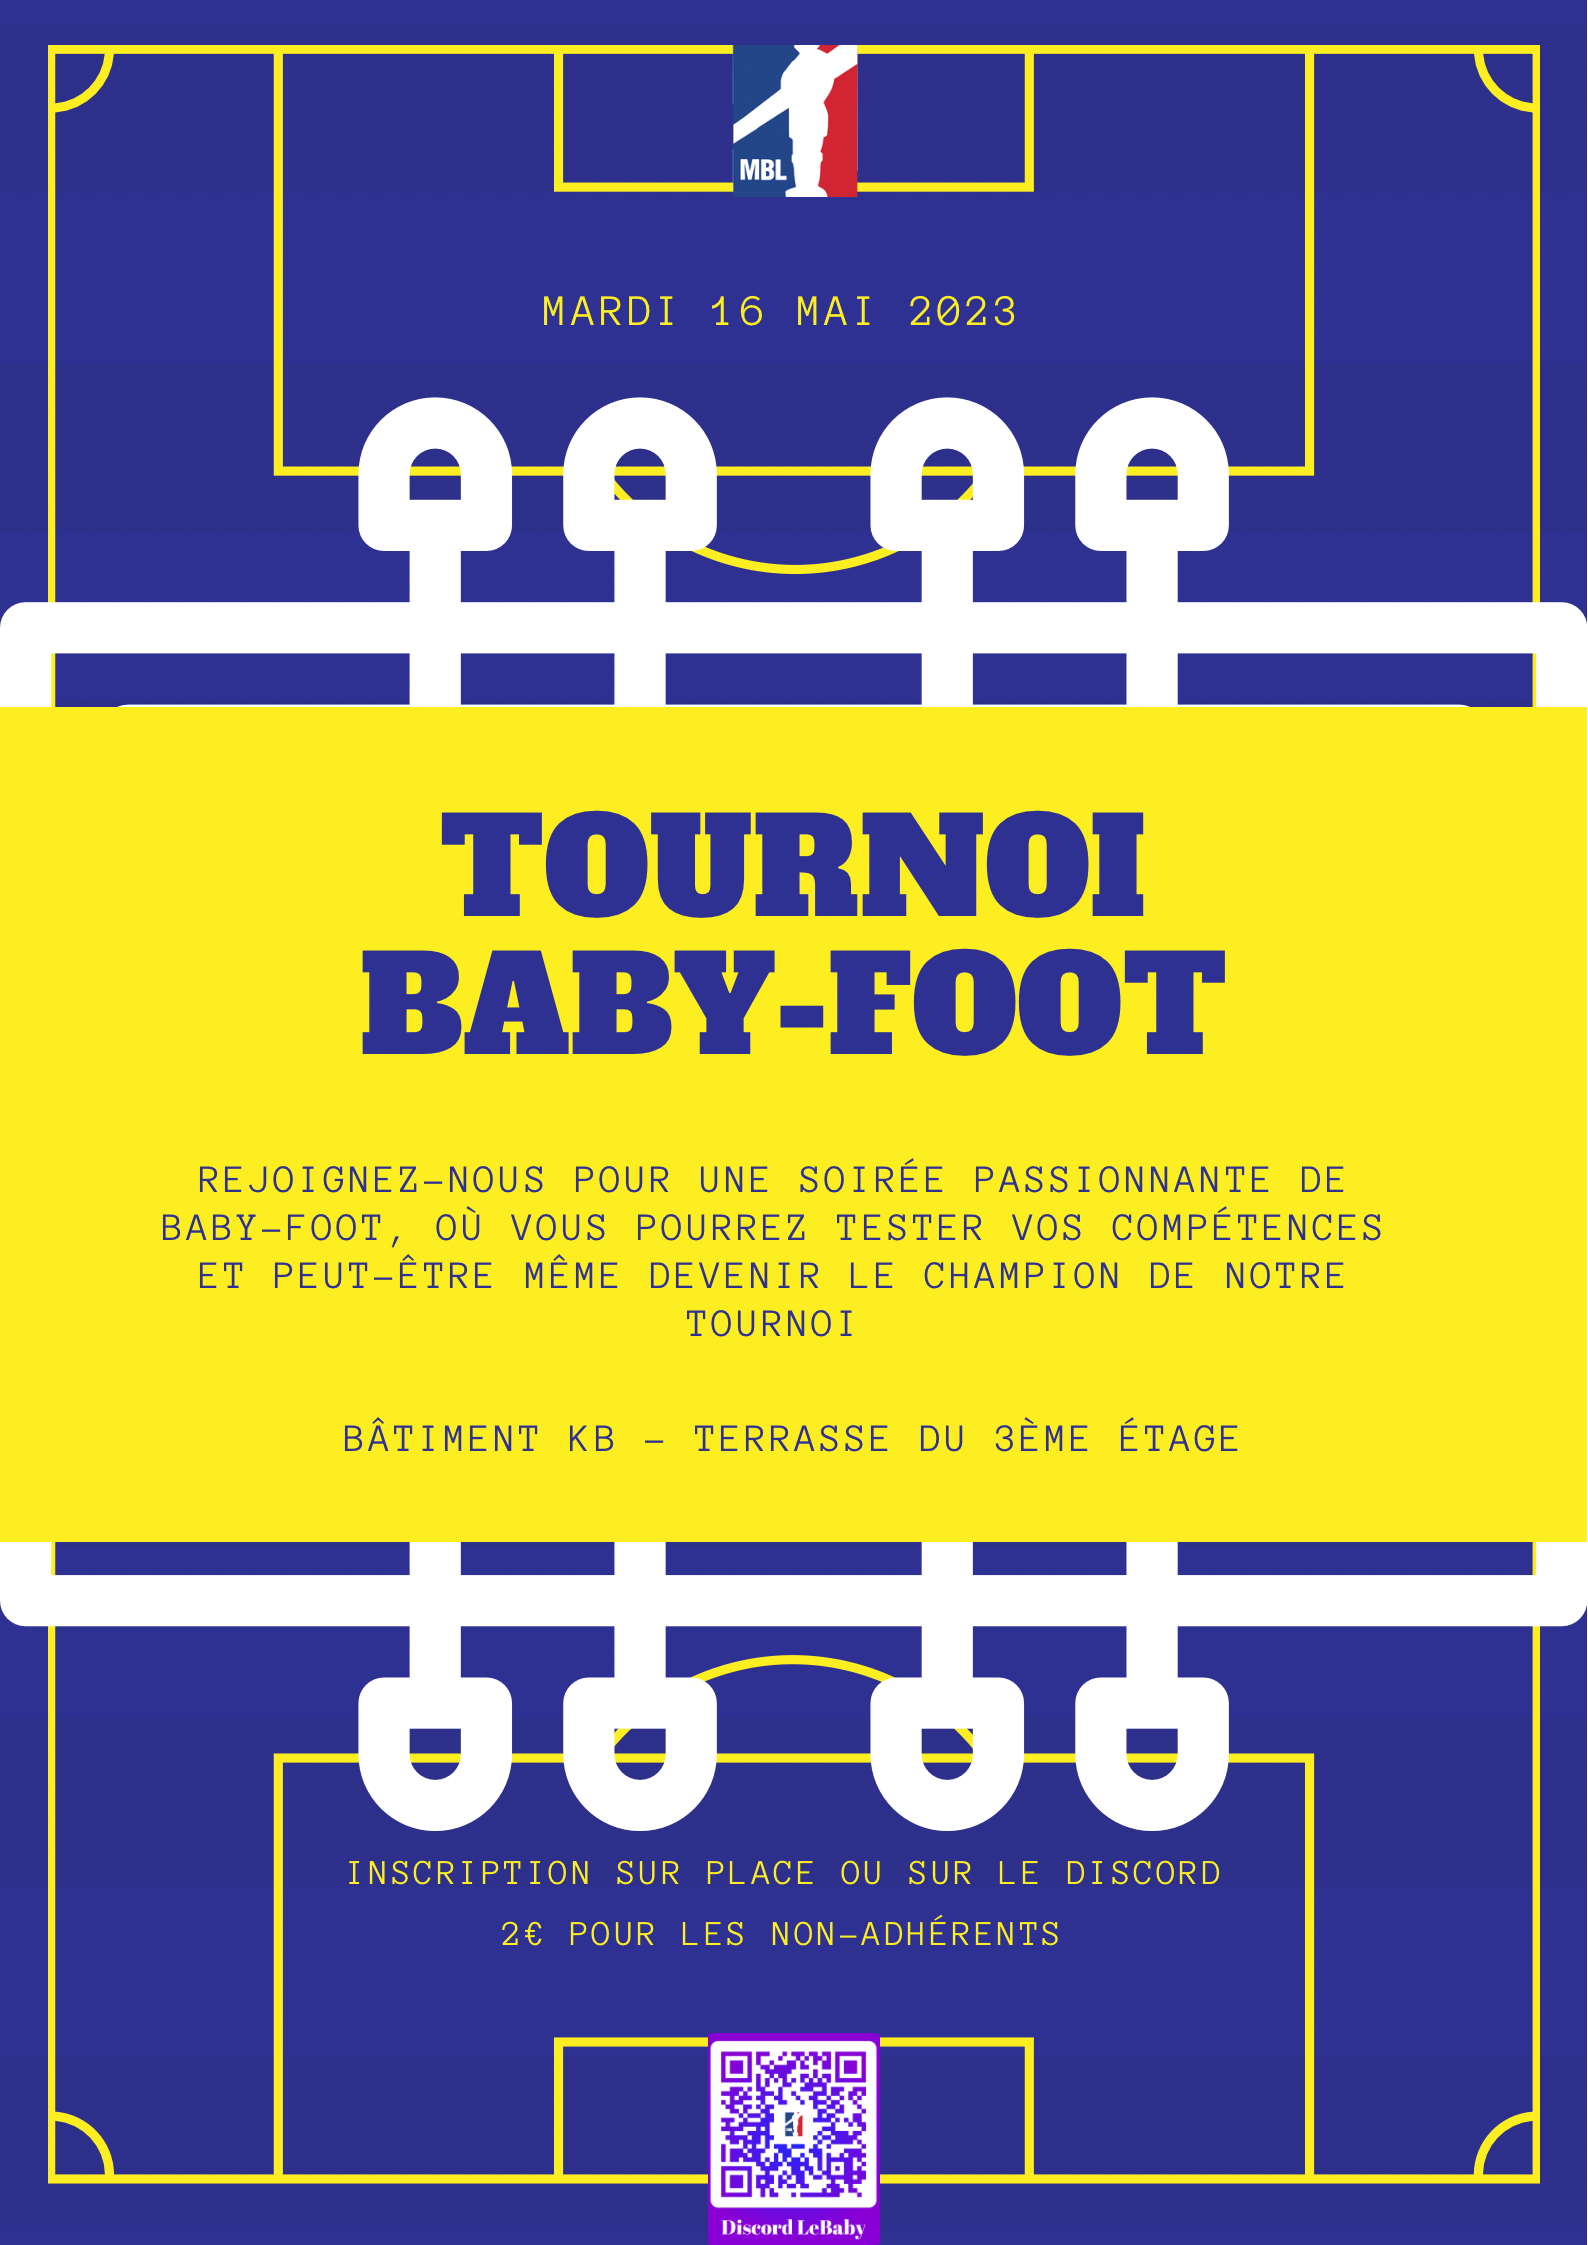 MBL
MARDI 16 MAI 2023
TOURNOI
BABY-FOOT
REJOIGNEZ-NOUS POUR UNE SOIRÉE PASSIONNANTE DE
BABY-FOOT, OÙ VOUS POURREZ TESTER VOS COMPÉTENCES
ET PEUT-ÊTRE MÊME DEVENIR LE CHAMPION DE NOTRE
TOURNOI
BÂTIMENT KB - TERRASSE DU 3ÈME ÉTAGE
INSCRIPTION SUR PLACE OU SUR LE DISCORD
2€ POUR LES NON-ADHÉRENTS
Discord LeBaby